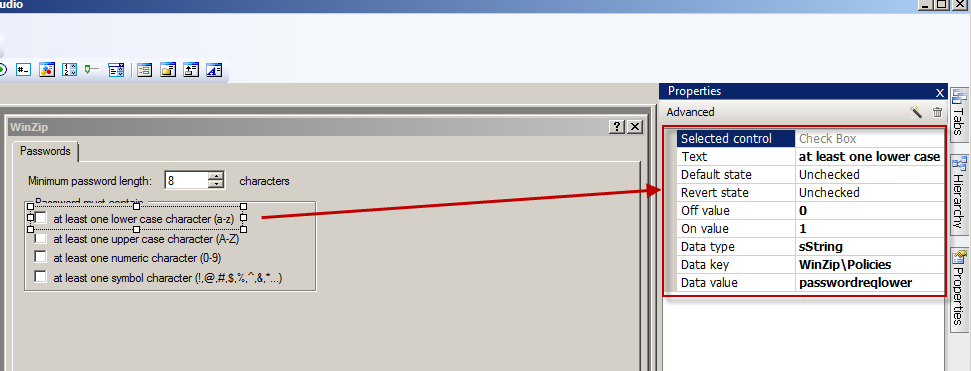 udio
Properties
X
Advanced
WinZip
Passwords
Minimum password length: 8 characters
Password must contain
at least one lower case character (a-z)
at least one upper case character (A-Z)
at least one numeric character (0-9)
at least one symbol character (!,@,#,$,%,^,&,*...)
Selected control Check Box
Text at least one lower case
Default state Unchecked
Revert state Unchecked
Off value 0
On value 1
Data type sString
Data key WinZip\Policies
Data value passwordreqlower
Tabs
Hierarchy
Properties